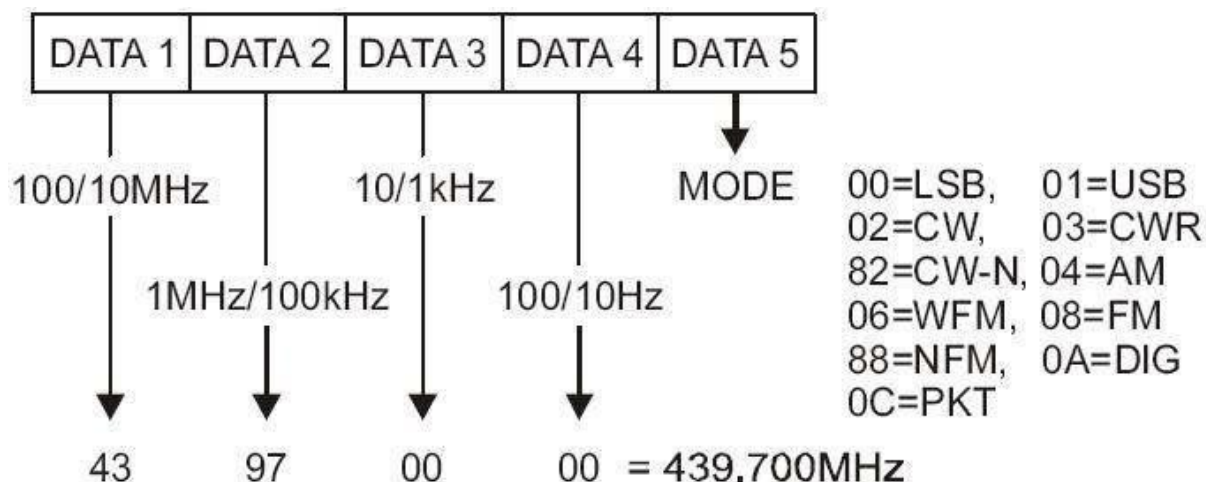 DATA 1 DATA 2 DATA 3 DATA 4 DATA 5
100/10MHz 10/1kHz MODE
1MHz/100kHz 100/10Hz
00=LSB, 01=USB
02=CW, 03=CWR
82=CW-N, 04=AM
06=WFM, 08=FM
88=NFM, 0A=DIG
0C=PKT
43 97 00 00 = 439,700MHz